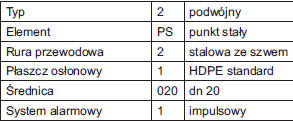 Typ 2 podwójny
Element PS punkt stały
Rura przewodowa 2 stalowa ze szwem
Płaszcz osłonowy 1 HDPE standard
Średnica 020 dn 20
System alarmowy 1 impulsowy